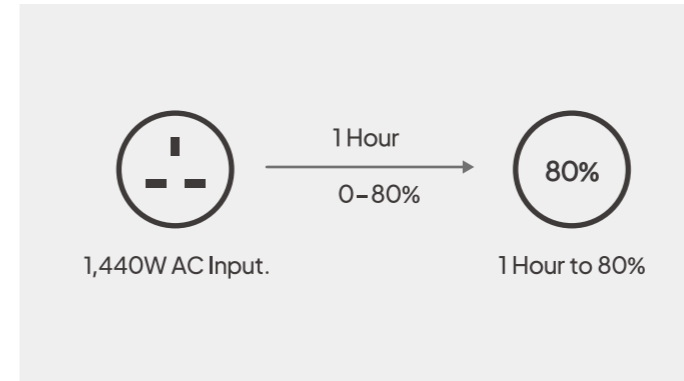 1 Hour
0–80%
80%
1,440W AC Input.
1 Hour to 80%